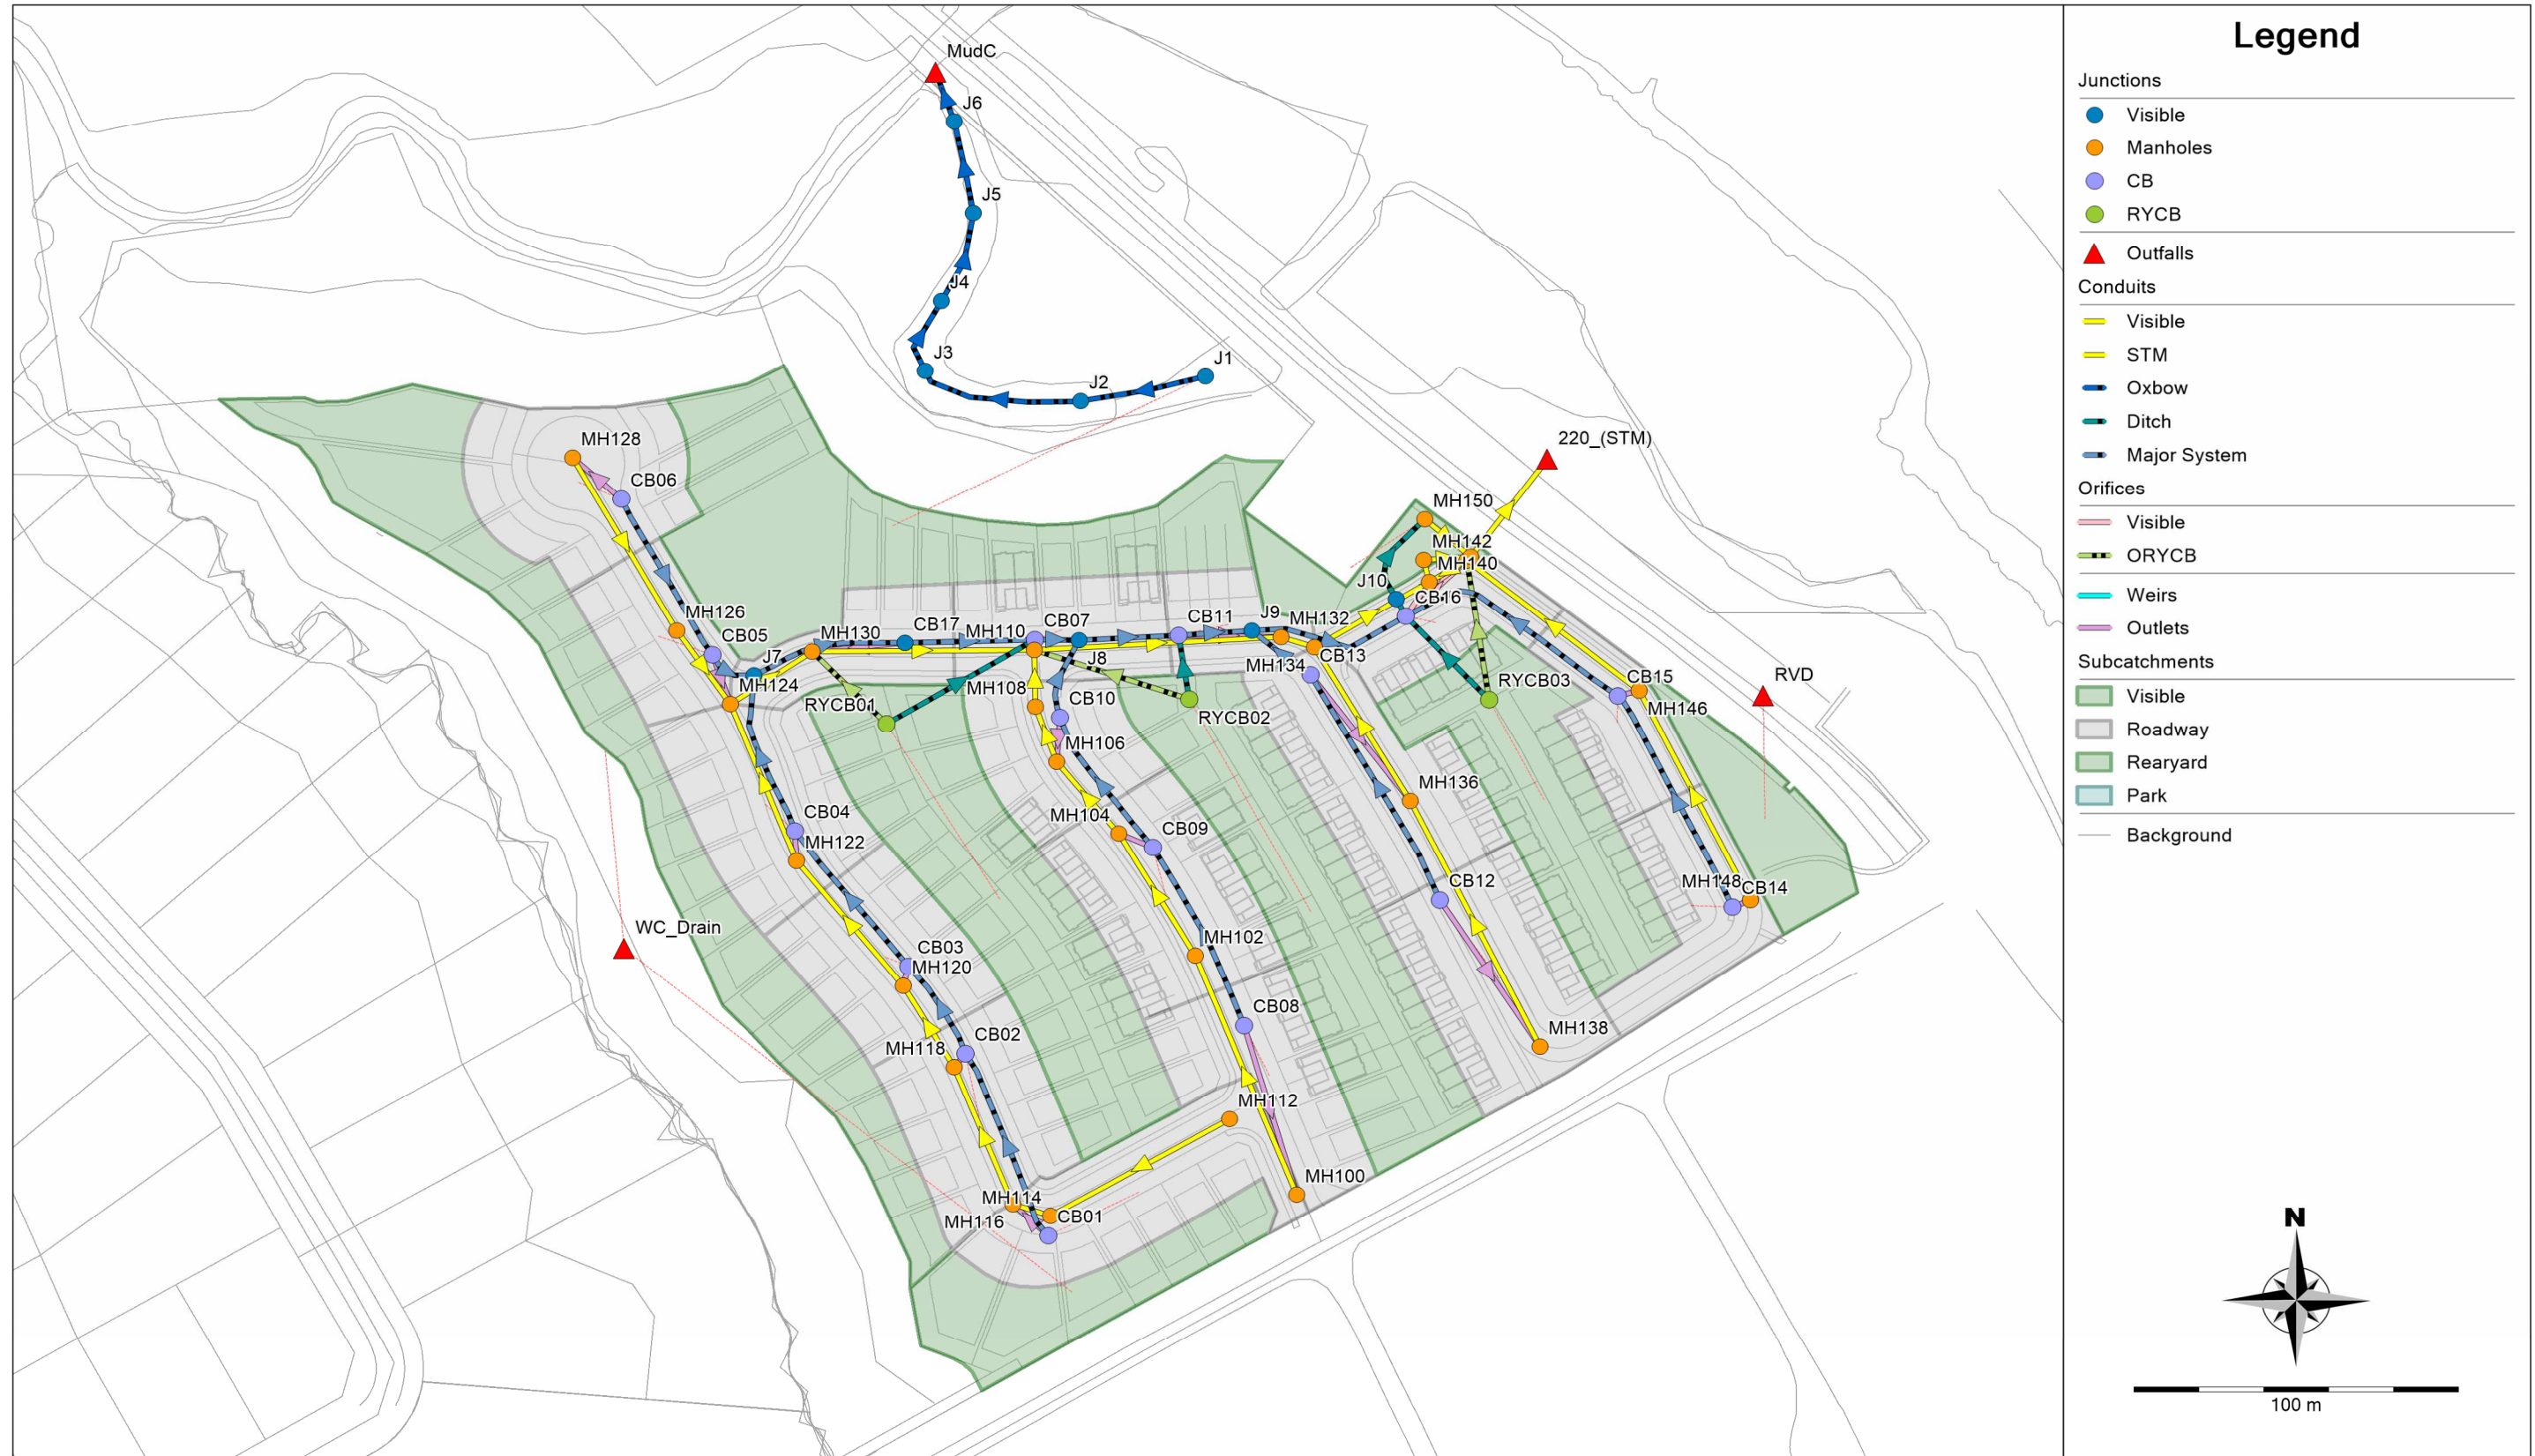 MudC
J6
J5
J4
J3
J2
J1
MH128
CB06
220_(STM)
MH150
MH142
MH140
J10
CB16
MH126
CB05
J7
MH124
MH130
CB17
MH110
CB07
J8
CB11
J9
MH132
CB13
MH134
RYCB01
MH108
CB10
RYCB02
RYCB03
CB15
MH146
RVD
MH106
MH136
CB04
MH122
MH104
CB09
CB12
MH148
CB14
WC_Drain
CB03
MH120
MH102
CB02
MH118
CB08
MH138
MH112
MH100
MH114
MH116
CB01
Legend
Junctions
Visible
Manholes
CB
RYCB
Outfalls
Conduits
Visible
STM
Oxbow
Ditch
Major System
Orifices
Visible
ORYCB
Weirs
Outlets
Subcatchments
Visible
Roadway
Rearyard
Park
Background
N
100 m